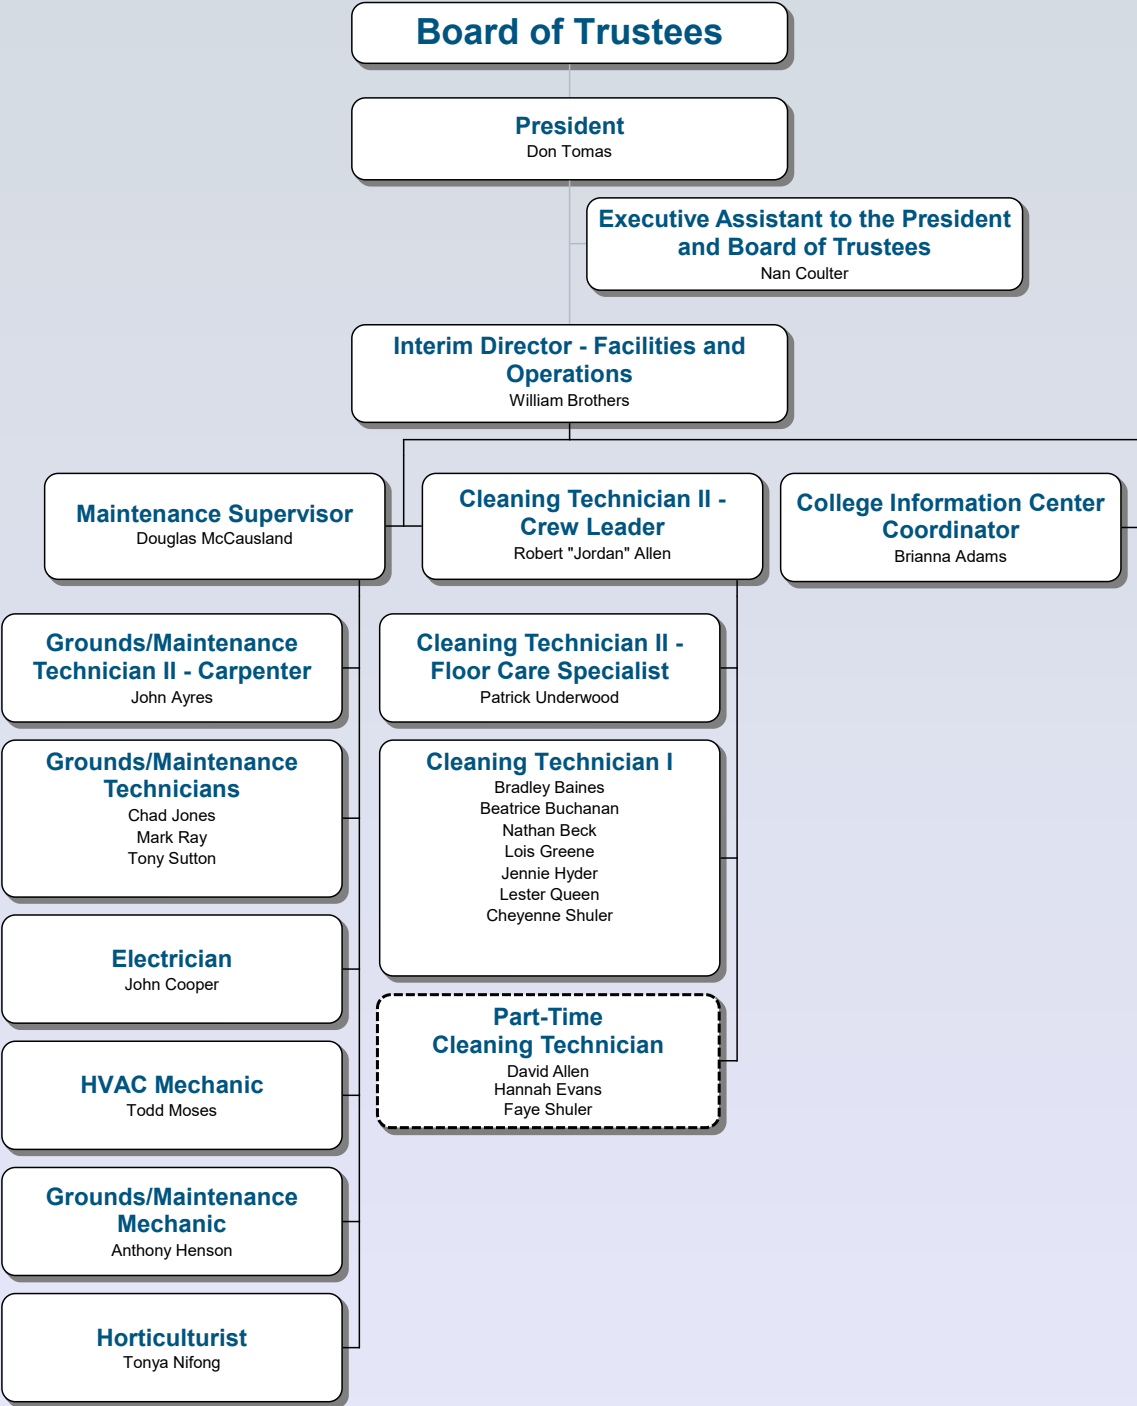 Board of Trustees
President
Don Tomas
Executive Assistant to the President
and Board of Trustees
Nan Coulter
Interim Director - Facilities and
Operations
William Brothers
Maintenance Supervisor
Douglas McCausland
Cleaning Technician II -
Crew Leader
Robert "Jordan" Allen
College Information Center
Coordinator
Brianna Adams
Grounds/Maintenance
Technician II - Carpenter
John Ayres
Grounds/Maintenance
Technicians
Chad Jones
Mark Ray
Tony Sutton
Electrician
John Cooper
HVAC Mechanic
Todd Moses
Grounds/Maintenance
Mechanic
Anthony Henson
Horticulturist
Tonya Nifong
Cleaning Technician II -
Floor Care Specialist
Patrick Underwood
Cleaning Technician I
Bradley Baines
Beatrice Buchanan
Nathan Beck
Lois Greene
Jennie Hyder
Lester Queen
Cheyenne Shuler
Part-Time
Cleaning Technician
David Allen
Hannah Evans
Faye Shuler